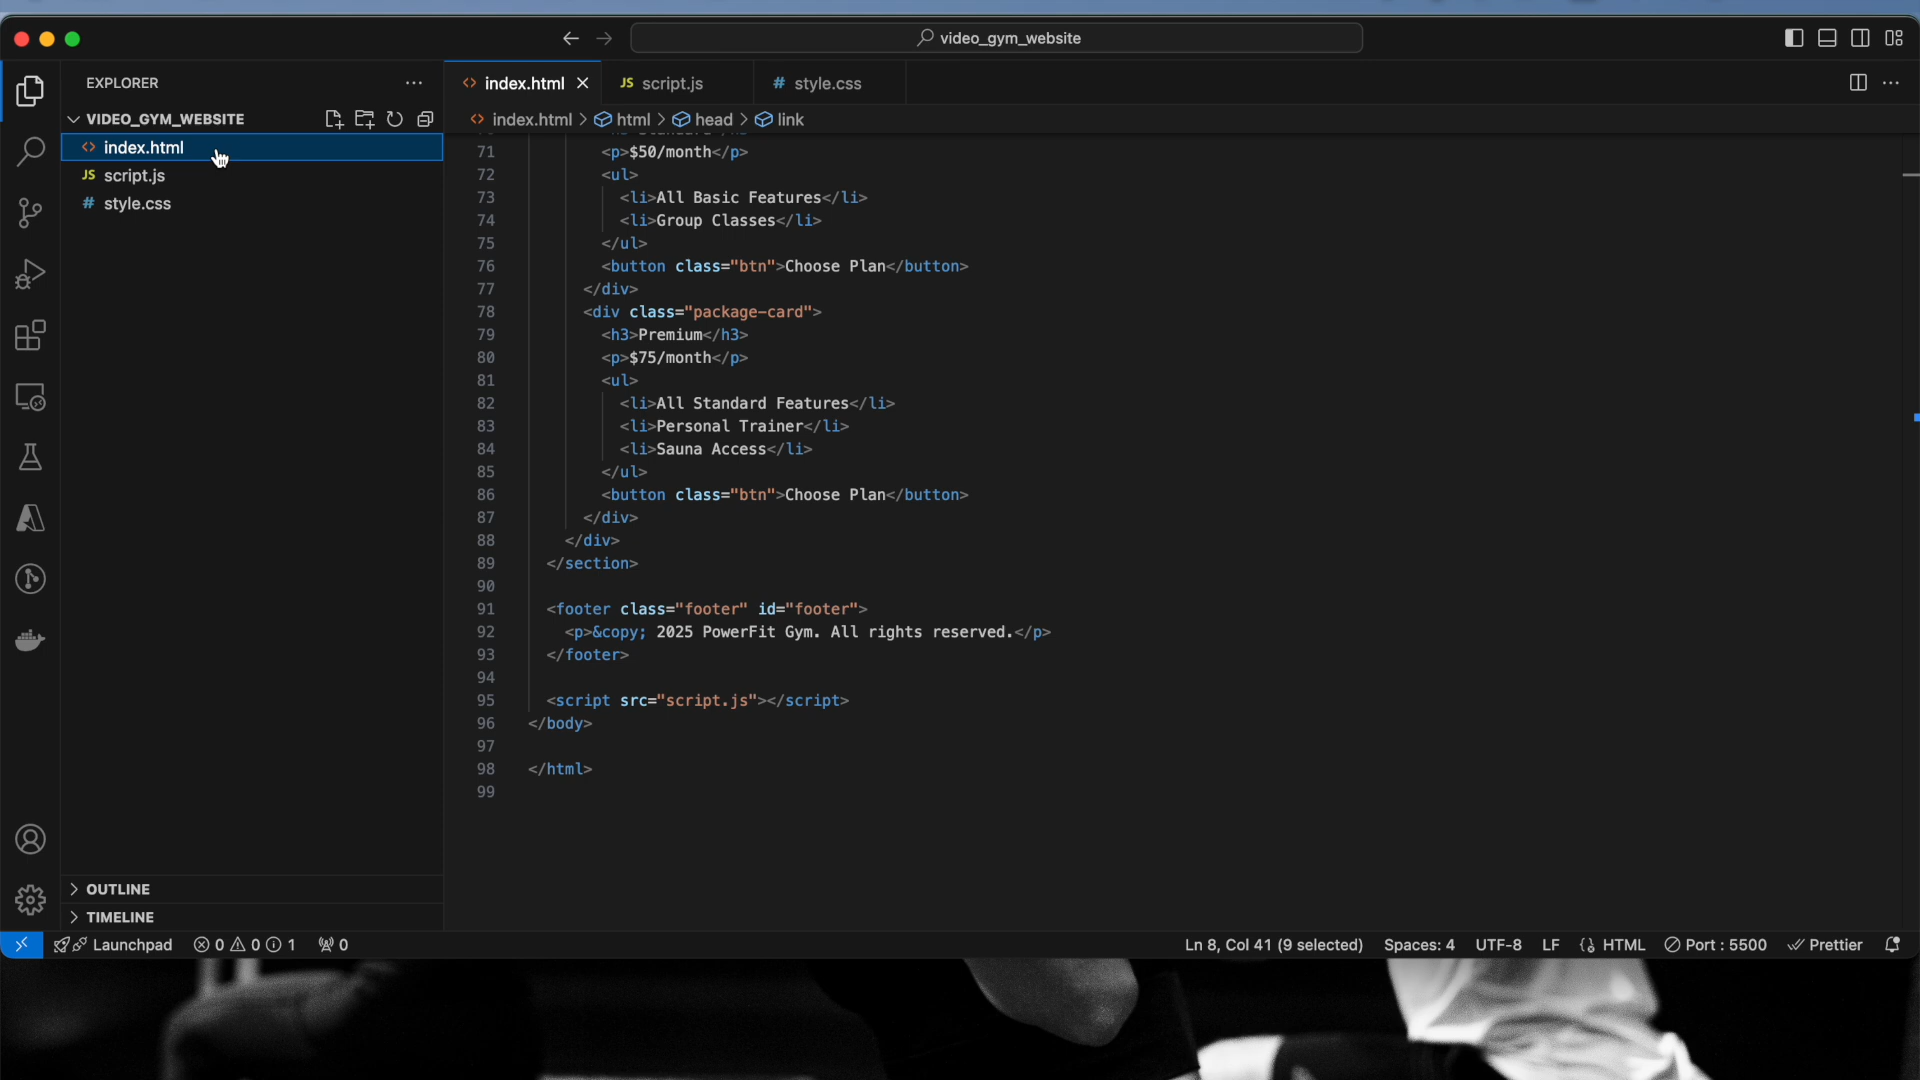 video_gym_website
EXPLORER
VIDEO_GYM_WEBSITE
index.html
JS script.js
# style.css
OUTLINE
TIMELINE
index.html
JS script.js
# style.css
index.html > html > head > link
71 <p>$50/month</p>
72 <ul>
73 <li>All Basic Features</li>
74 <li>Group Classes</li>
75 </ul>
76 <button class="btn">Choose Plan</button>
77 </div>
78 <div class="package-card">
79 <h3>Premium</h3>
80 <p>$75/month</p>
81 <ul>
82 <li>All Standard Features</li>
83 <li>Personal Trainer</li>
84 <li>Sauna Access</li>
85 </ul>
86 <button class="btn">Choose Plan</button>
87 </div>
88 </div>
89 </section>
90
91 <footer class="footer" id="footer">
92 <p>&copy; 2025 PowerFit Gym. All rights reserved.</p>
93 </footer>
94
95 <script src="script.js"></script>
96 </body>
97
98 </html>
99
Launchpad 0 0 1 0 Ln 8, Col 41 (9 selected) Spaces: 4 UTF-8 LF HTML Port : 5500 Prettier